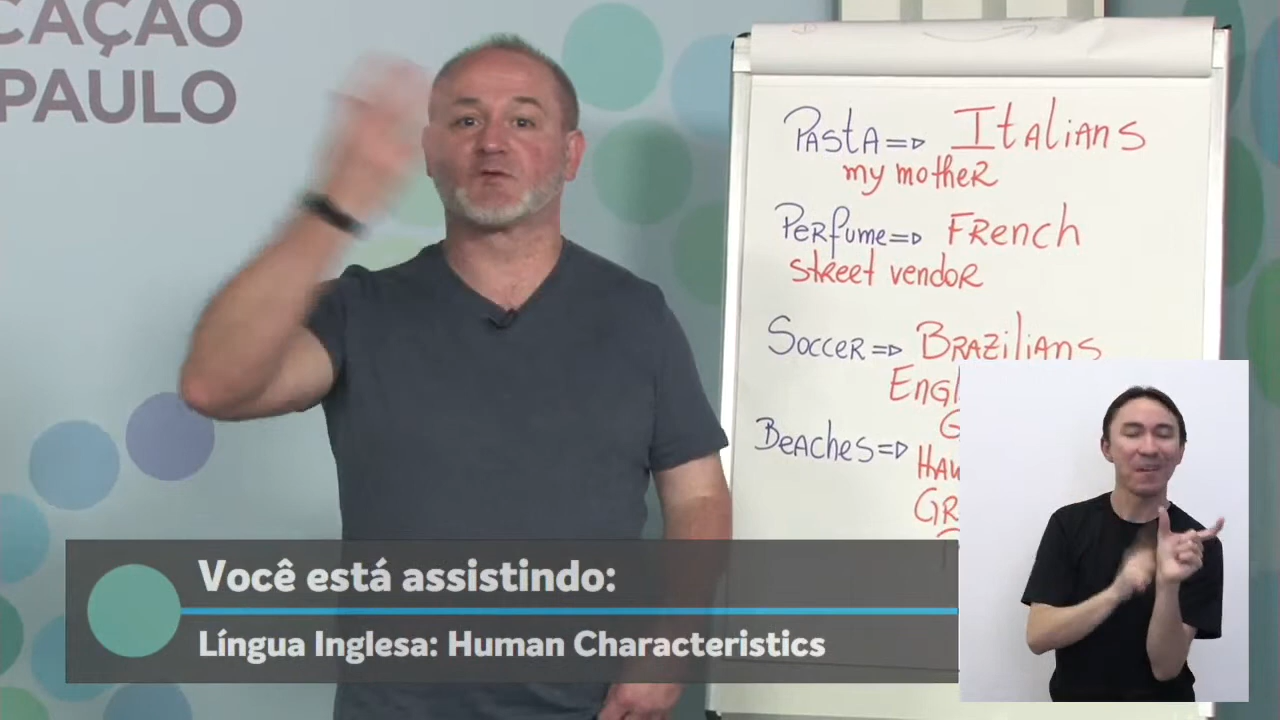 CAÇÃO
PAULO
Pasta => Italians
my mother
Perfume => French
street vendor
Soccer => Brazilians
Beaches =>
Você está assistindo:
Língua Inglesa: Human Characteristics